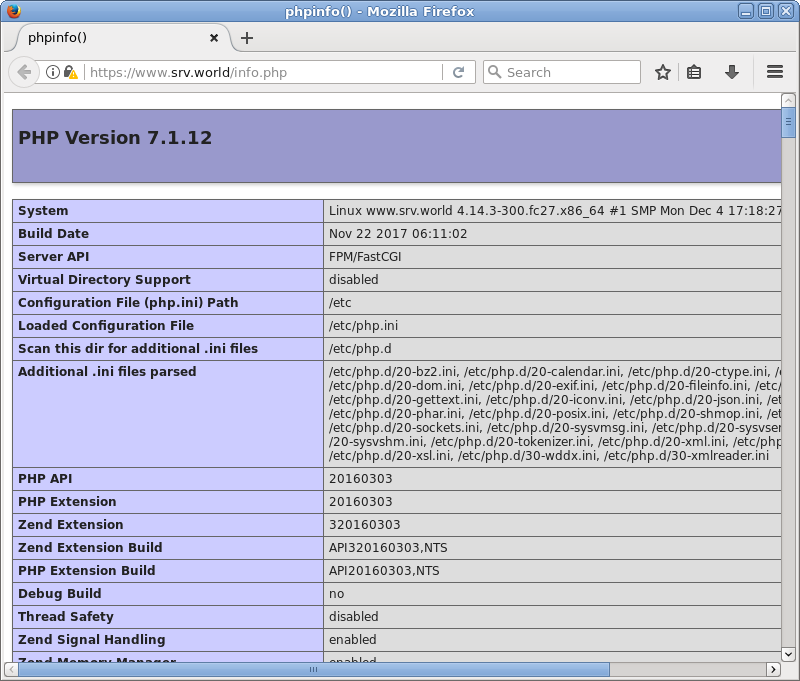 phpinfo() - Mozilla Firefox
phpinfo()
https://www.srv.world/info.php
Search
PHP Version 7.1.12
System Linux www.srv.world 4.14.3-300.fc27.x86_64 #1 SMP Mon Dec 4 17:18:27
Build Date Nov 22 2017 06:11:02
Server API FPM/FastCGI
Virtual Directory Support disabled
Configuration File (php.ini) Path /etc
Loaded Configuration File /etc/php.ini
Scan this dir for additional .ini files /etc/php.d
Additional .ini files parsed /etc/php.d/20-bz2.ini, /etc/php.d/20-calendar.ini, /etc/php.d/20-ctype.ini,
/etc/php.d/20-dom.ini, /etc/php.d/20-exif.ini, /etc/php.d/20-fileinfo.ini, /etc/
/etc/php.d/20-gettext.ini, /etc/php.d/20-iconv.ini, /etc/php.d/20-json.ini, /et
/etc/php.d/20-phar.ini, /etc/php.d/20-posix.ini, /etc/php.d/20-shmop.ini, /et
/etc/php.d/20-sockets.ini, /etc/php.d/20-sysvmsg.ini, /etc/php.d/20-sysvser
/20-sysvshm.ini, /etc/php.d/20-tokenizer.ini, /etc/php.d/20-xml.ini, /etc/php
/etc/php.d/20-xsl.ini, /etc/php.d/30-wddx.ini, /etc/php.d/30-xmlreader.ini
PHP API 20160303
PHP Extension 20160303
Zend Extension 320160303
Zend Extension Build API320160303,NTS
PHP Extension Build API20160303,NTS
Debug Build no
Thread Safety disabled
Zend Signal Handling enabled
Zend Memory Manager enabled